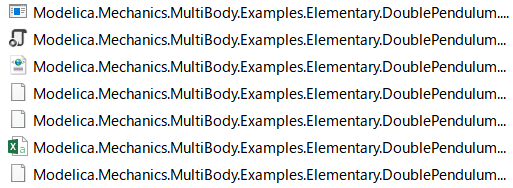 Modelica.Mechanics.MultiBody.Examples.Elementary.DoublePendulum....
Modelica.Mechanics.MultiBody.Examples.Elementary.DoublePendulum...
Modelica.Mechanics.MultiBody.Examples.Elementary.DoublePendulum...
Modelica.Mechanics.MultiBody.Examples.Elementary.DoublePendulum...
Modelica.Mechanics.MultiBody.Examples.Elementary.DoublePendulum...
Modelica.Mechanics.MultiBody.Examples.Elementary.DoublePendulum...
Modelica.Mechanics.MultiBody.Examples.Elementary.DoublePendulum...